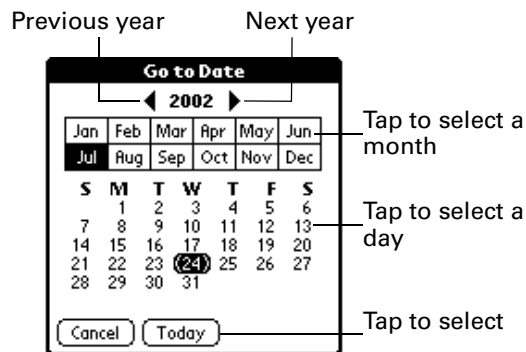 Previous year Next year
Go to Date
2002
Jan Feb Mar Apr May Jun
Tap to select a
month
Jul Aug Sep Oct Nov Dec
S M T W T F S
1 2 3 4 5 6
Tap to select a
day
7 8 9 10 11 12 13
14 15 16 17 18 19 20
21 22 23 (24) 25 26 27
28 29 30 31
Cancel Today
Tap to select